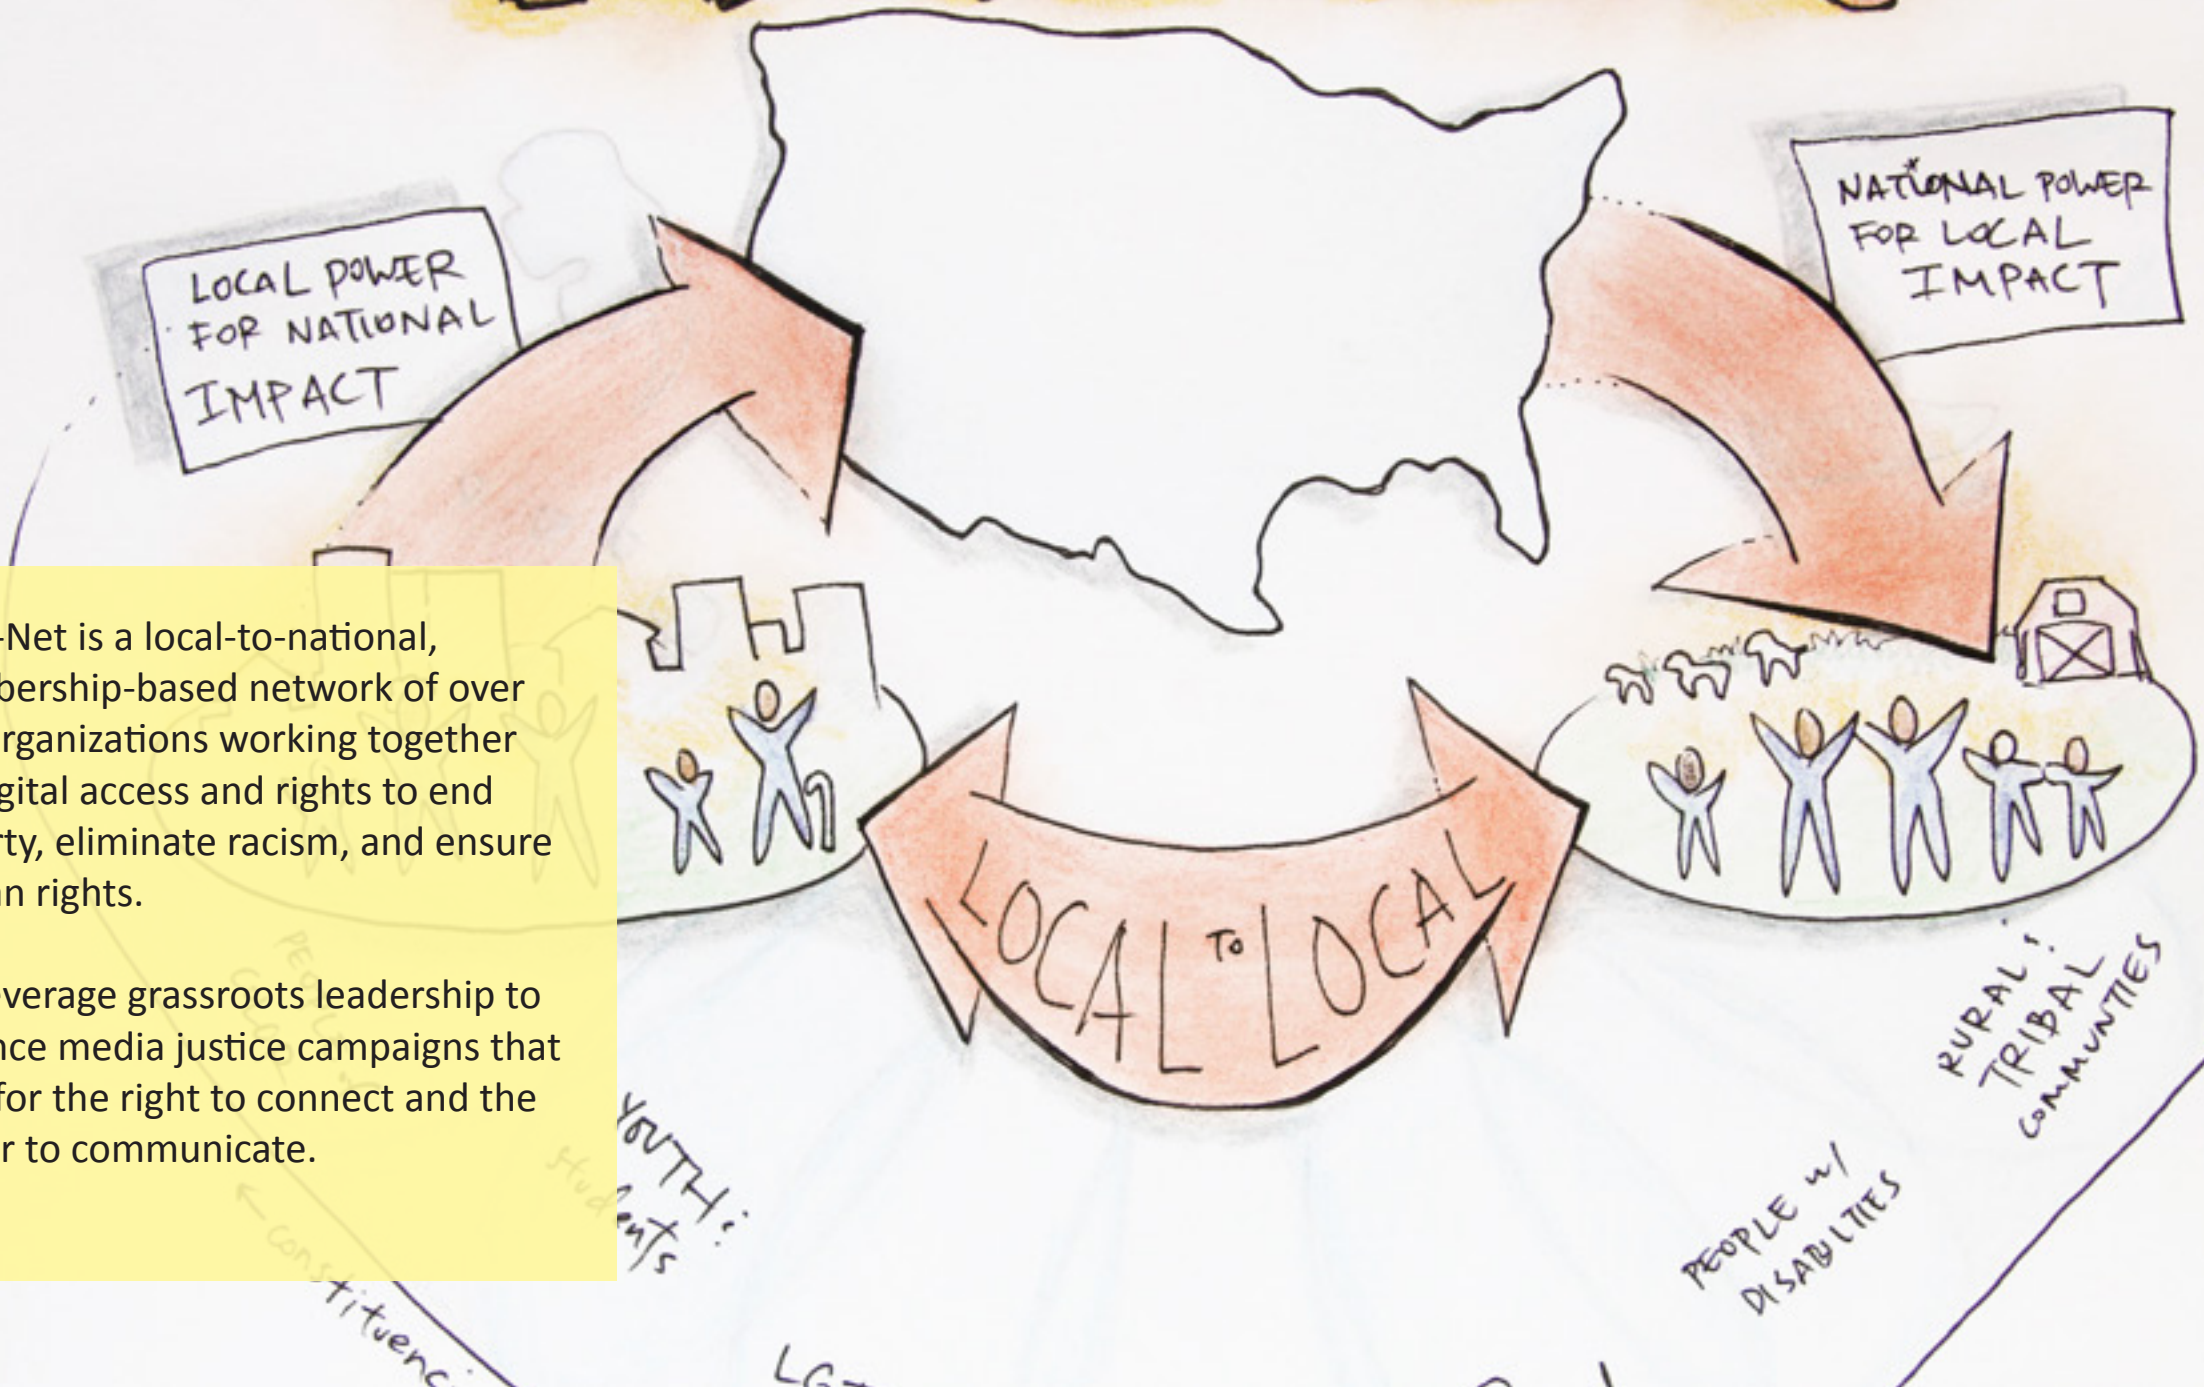 LOCAL POWER
FOR NATIONAL
IMPACT
NATIONAL POWER
FOR LOCAL
IMPACT
-Net is a local-to-national,
bership-based network of over
rganizations working together
gital access and rights to end
rty, eliminate racism, and ensure
n rights.
everage grassroots leadership to
nce media justice campaigns that
for the right to connect and the
r to communicate.
LOCAL TO LOCAL
RURAL :
TRIBAL
COMMUNTIES
YOUTH :
students
PEOPLE w/
DISABILITIES
← constituenci